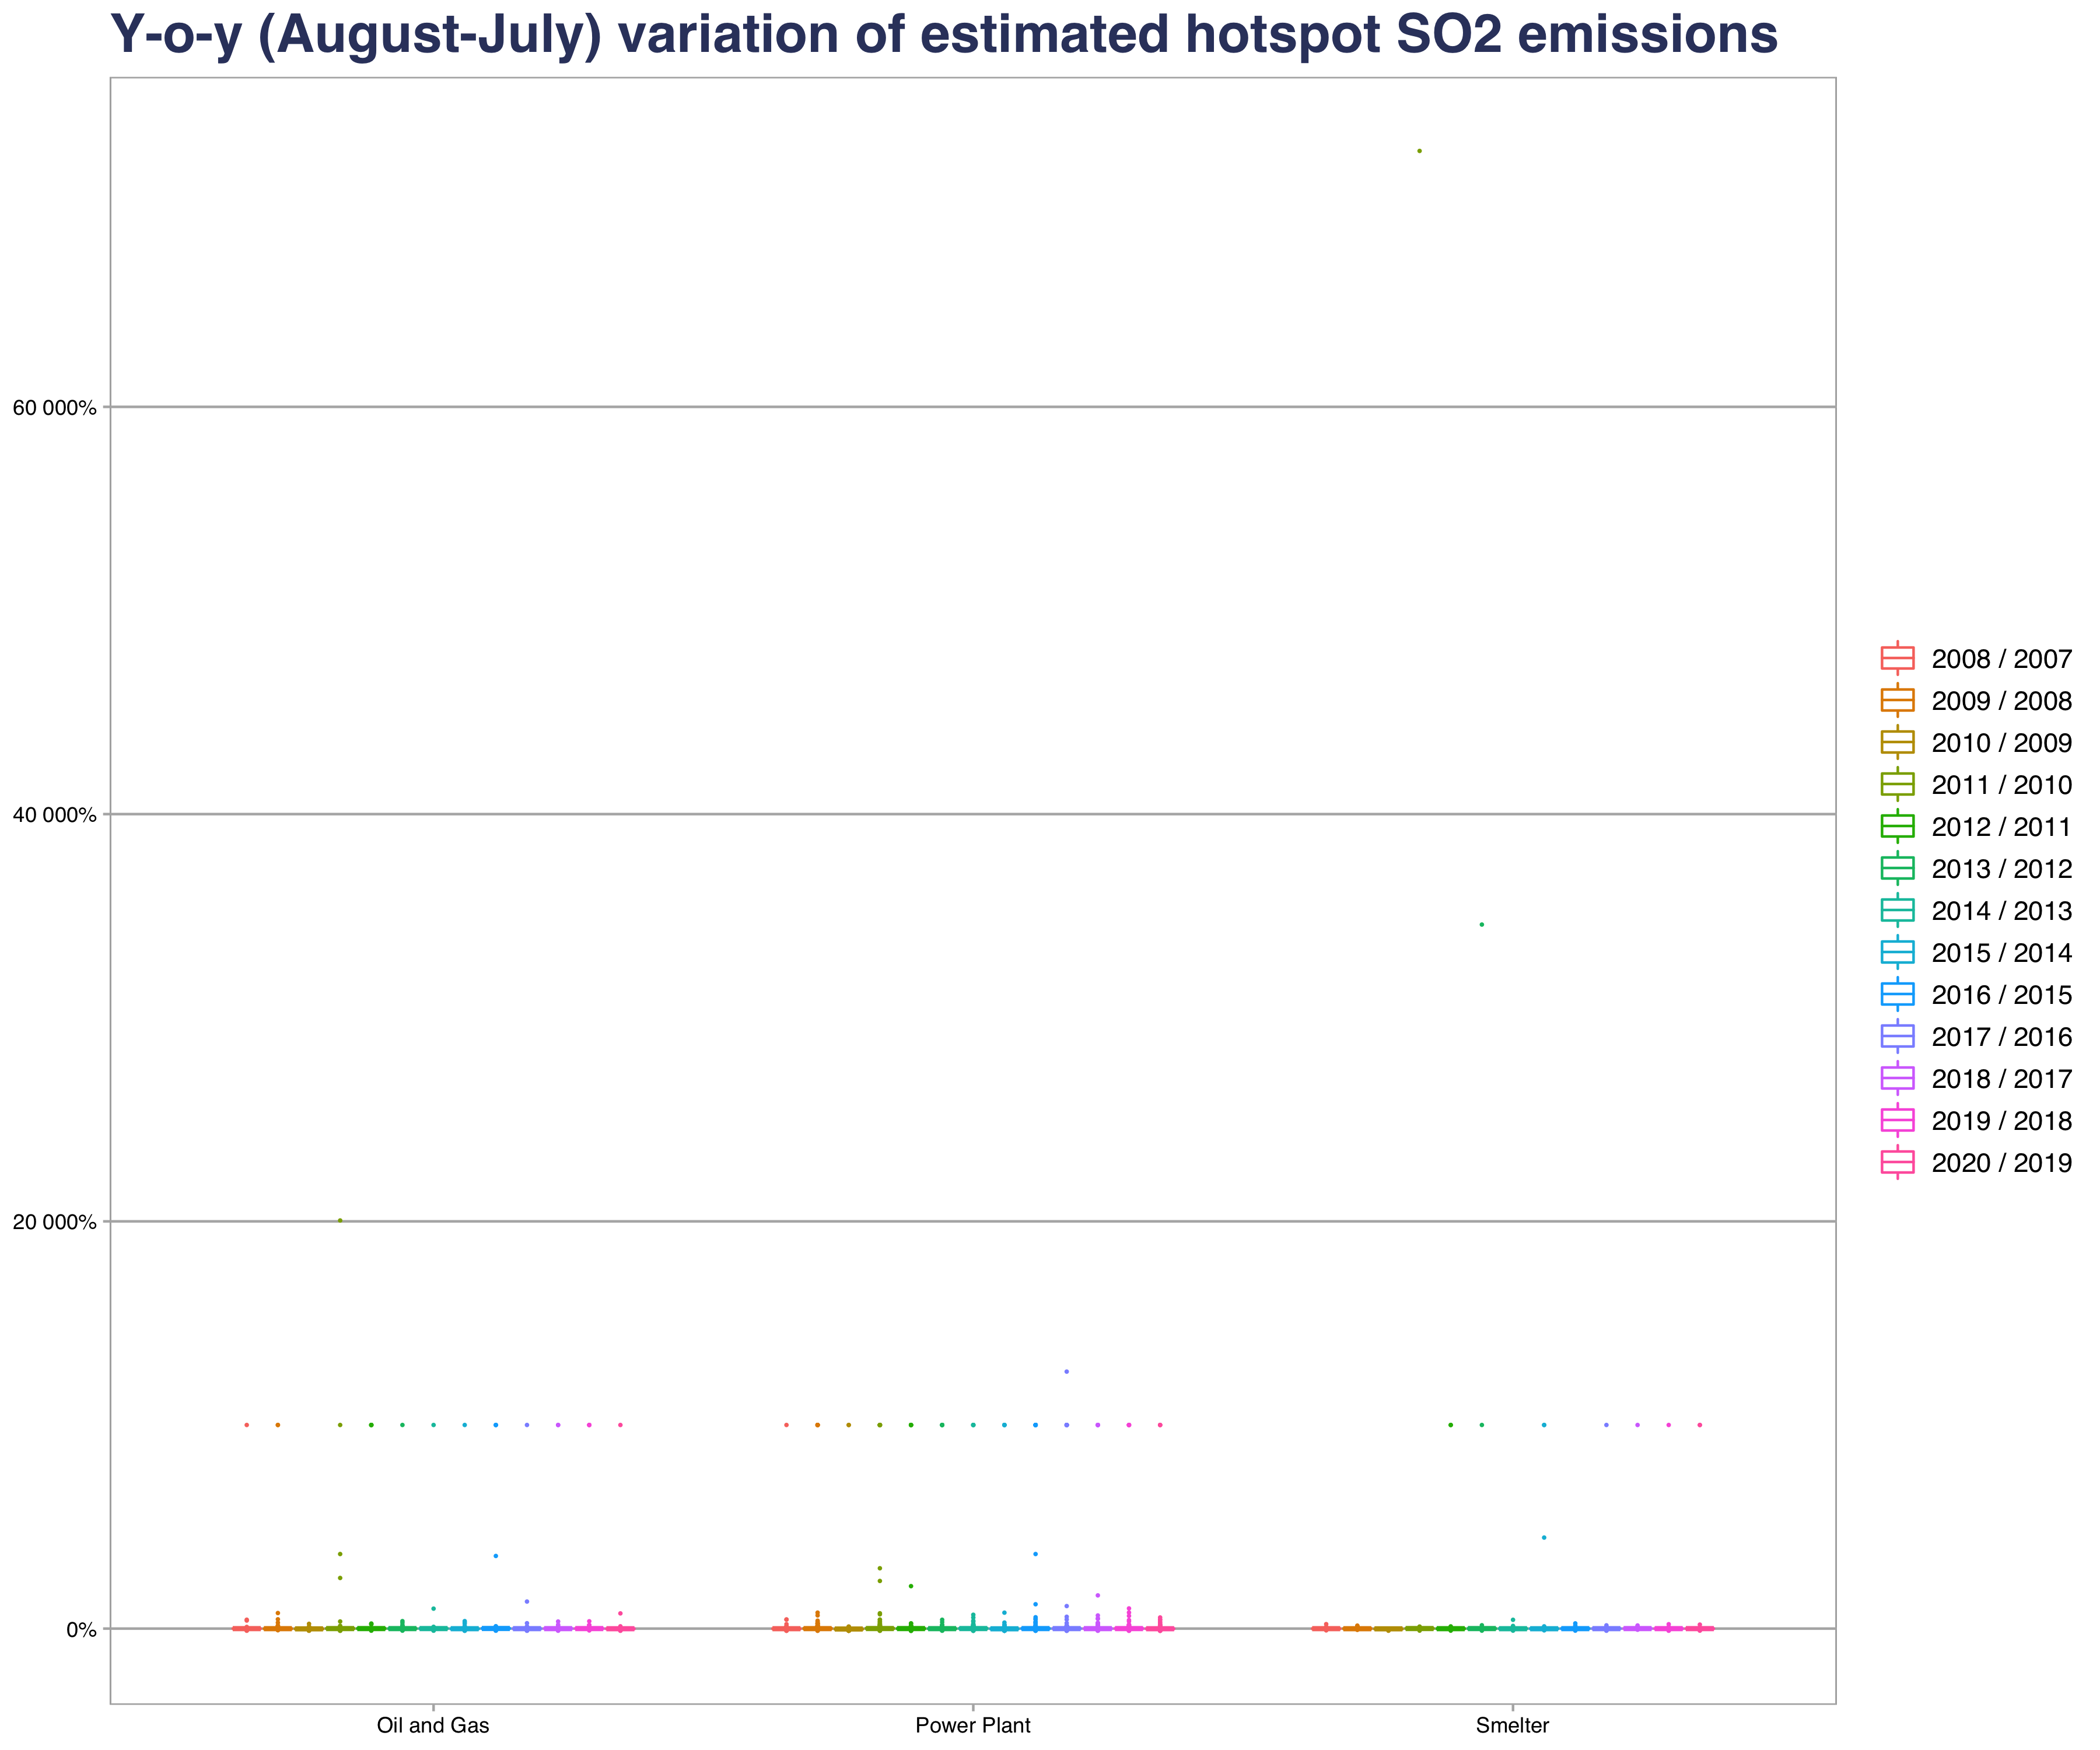 Y-o-y (August-July) variation of estimated hotspot SO2 emissions
60 000%
40 000%
20 000%
0%
Oil and Gas
Power Plant
Smelter
2008 / 2007
2009 / 2008
2010 / 2009
2011 / 2010
2012 / 2011
2013 / 2012
2014 / 2013
2015 / 2014
2016 / 2015
2017 / 2016
2018 / 2017
2019 / 2018
2020 / 2019